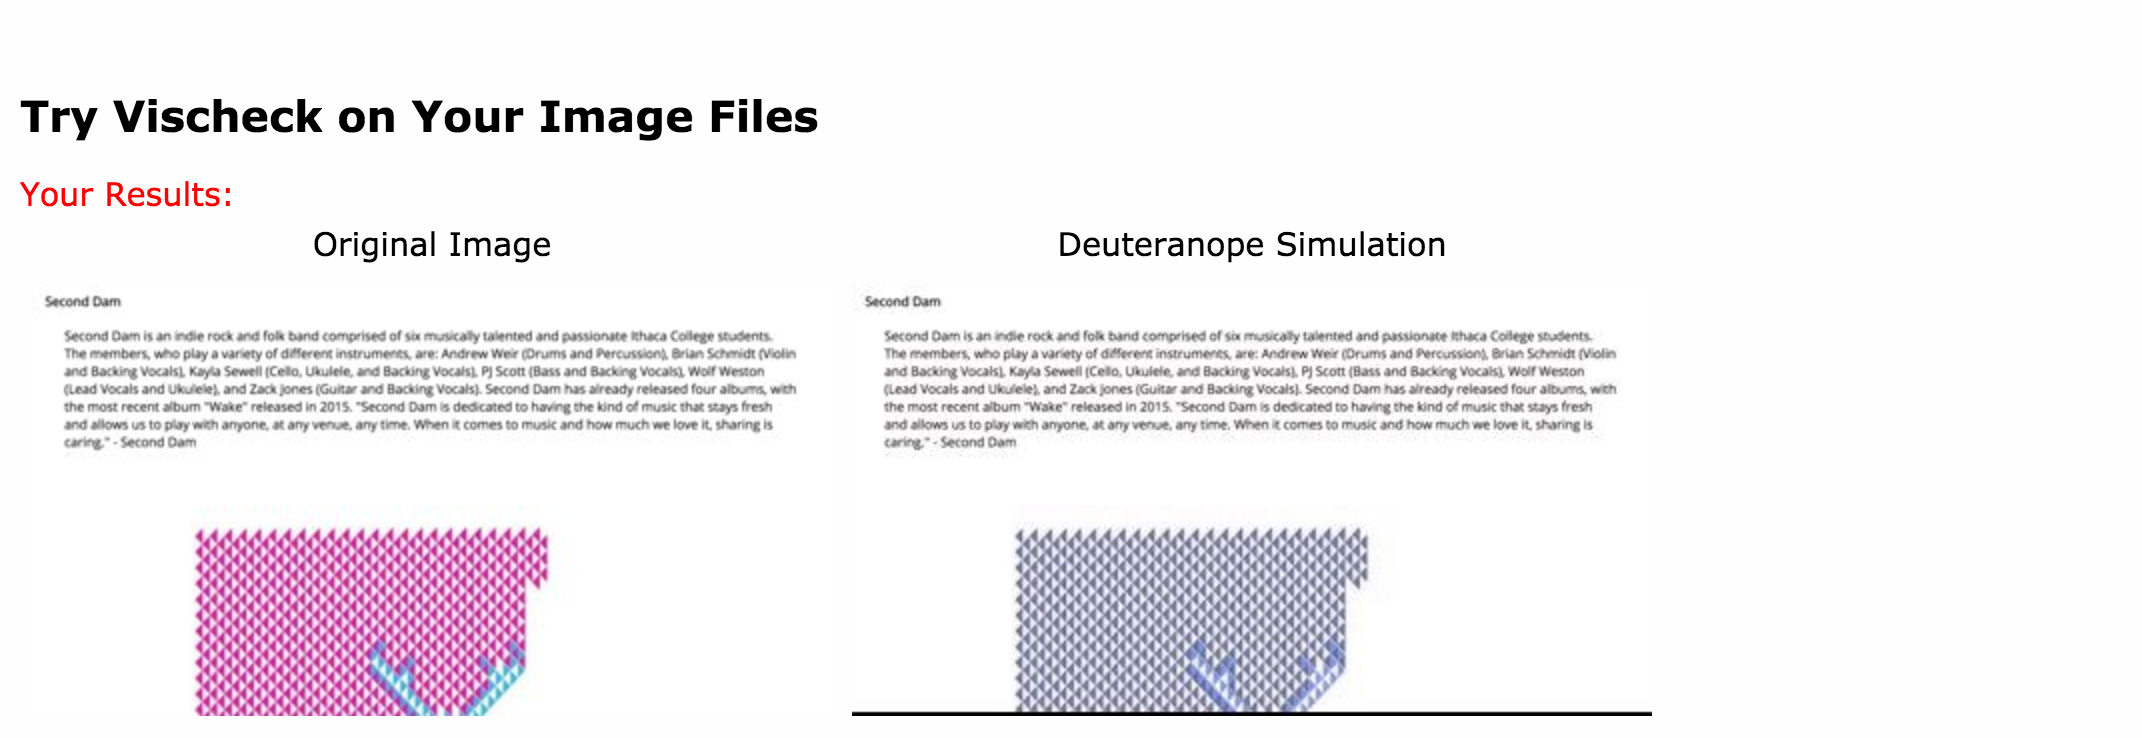 Try Vischeck on Your Image Files
Your Results:
Original Image
Second Dam
Second Dam is an indie rock and folk band comprised of six musically talented and passionate Ithaca College students.
The members, who play a variety of different instruments, are: Andrew Weir (Drums and Percussion), Brian Schmidt (Violin
and Backing Vocals), Kayla Sewell (Cello, Ukulele, and Backing Vocals), PJ Scott (Bass and Backing Vocals), Wolf Weston
(Lead Vocals and Ukulele), and Zack Jones (Guitar and Backing Vocals). Second Dam has already released four albums, with
the most recent album "Wake" released in 2015. "Second Dam is dedicated to having the kind of music that stays fresh
and allows us to play with anyone, at any venue, any time. When it comes to music and how much we love it, sharing is
caring." - Second Dam
Deuteranope Simulation
Second Dam
Second Dam is an indie rock and folk band comprised of six musically talented and passionate Ithaca College students.
The members, who play a variety of different instruments, are: Andrew Weir (Drums and Percussion), Brian Schmidt (Violin
and Backing Vocals), Kayla Sewell (Cello, Ukulele, and Backing Vocals), PJ Scott (Bass and Backing Vocals), Wolf Weston
(Lead Vocals and Ukulele), and Zack Jones (Guitar and Backing Vocals). Second Dam has already released four albums, with
the most recent album "Wake" released in 2015. "Second Dam is dedicated to having the kind of music that stays fresh
and allows us to play with anyone, at any venue, any time. When it comes to music and how much we love it, sharing is
caring." - Second Dam